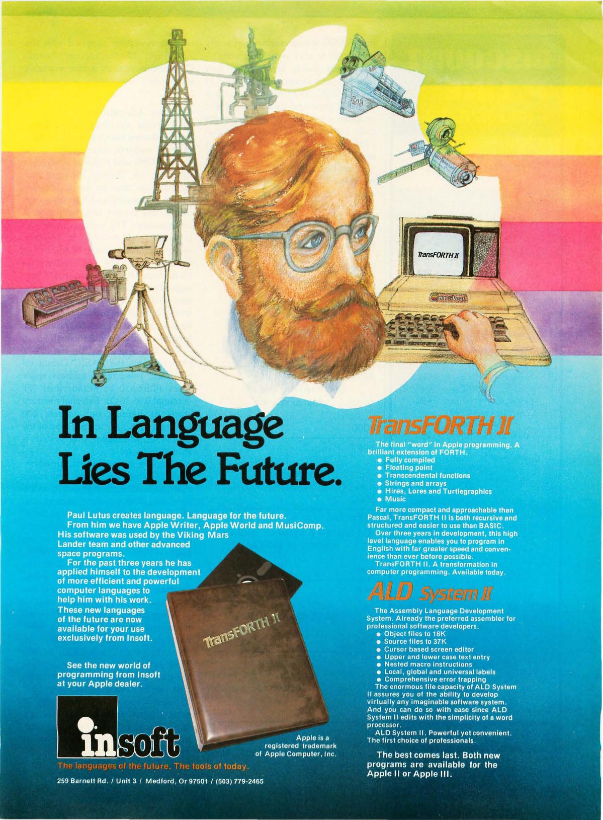 TransFORTH II
In Language
Lies The Future.
Paul Lutus creates language. Language for the future.
From him we have Apple Writer, Apple World and MusiComp.
His software was used by the Viking Mars
Lander team and other advanced
space programs.
For the past three years he has
applied himself to the development
of more efficient and powerful
computer languages to
help him with his work.
These new languages
of the future are now
available for your use
exclusively from Insoft.
See the new world of
programming from Insoft
at your Apple dealer.
TransFORTH II
insoft
Apple is a
registered trademark
of Apple Computer, Inc.
The languages of the future. The tools of today.
259 Barnett Rd. / Unit 3 / Medford, Or 97501 / (503) 779-2465
TransFORTH II
The final "word" in Apple programming. A
brilliant extension of FORTH.
● Fully compiled
● Floating point
● Transcendental functions
● Strings and arrays
● Hires, Lores and Turtlegraphics
● Music
Far more compact and approachable than
Pascal, TransFORTH II is both recursive and
structured and easier to use than BASIC.
Over three years in development, this high
level language enables you to program in
English with far greater speed and conven-
ience than ever before possible.
TransFORTH II. A transformation in
computer programming. Available today.
ALD System II
The Assembly Language Development
System. Already the preferred assembler for
professional software developers.
● Object files to 16K
● Source files to 37K
● Cursor based screen editor
● Upper and lower case text entry
● Nested macro instructions
● Local, global and universal labels
● Comprehensive error trapping
The enormous file capacity of ALD System
II assures you of the ability to develop
virtually any imaginable software system.
And you can do so with ease since ALD
System II edits with the simplicity of a word
processor.
ALD System II. Powerful yet convenient.
The first choice of professionals.
The best comes last. Both new
programs are available for the
Apple II or Apple III.